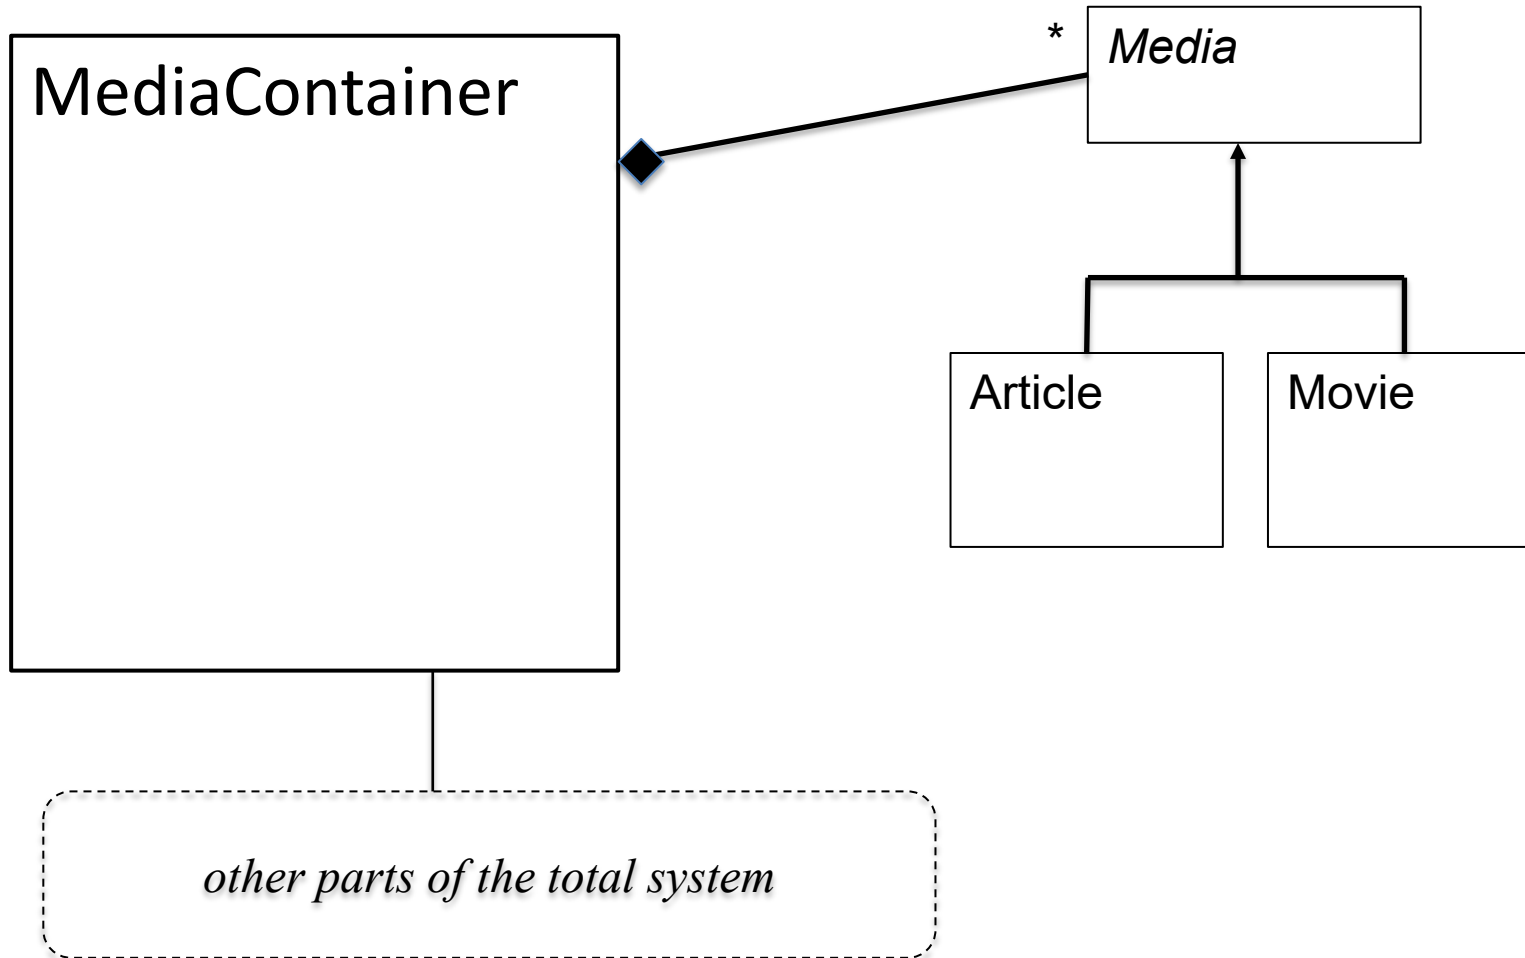 MediaContainer
*
Media
Article
Movie
other parts of the total system